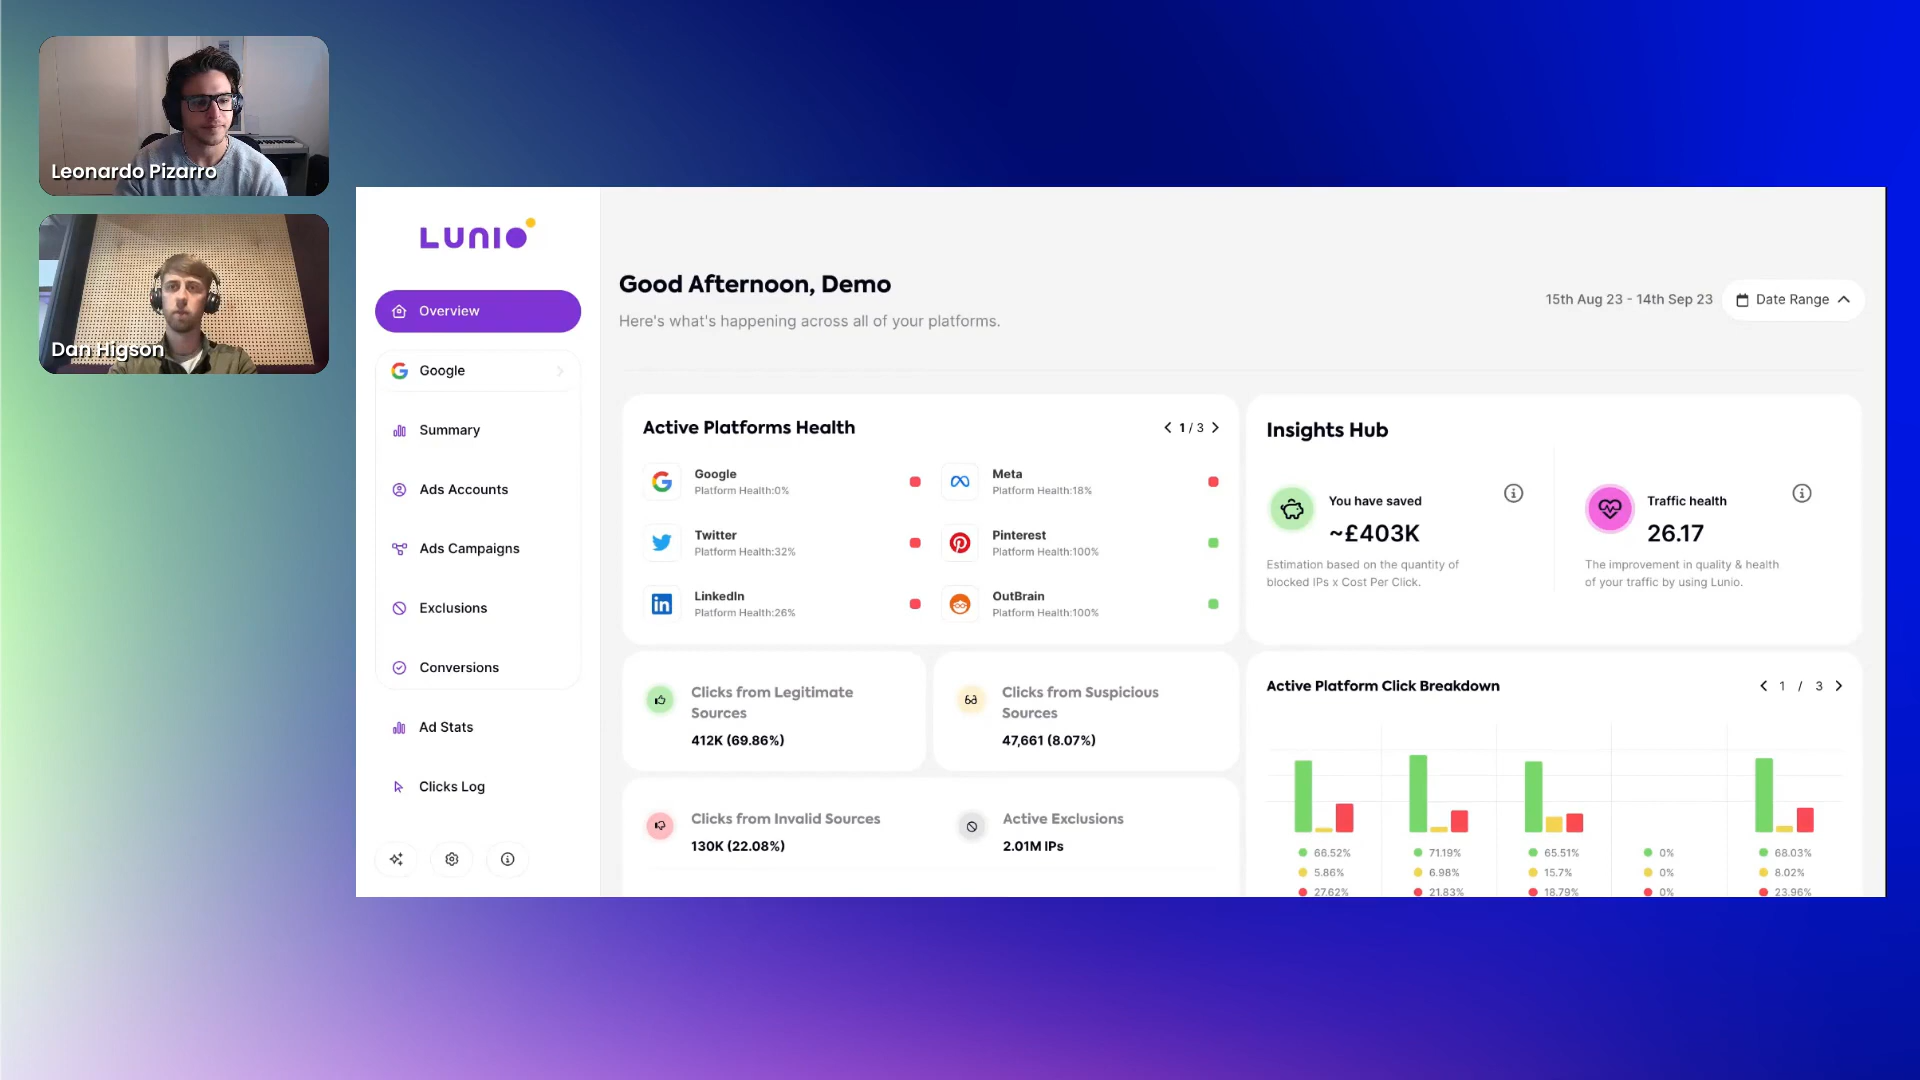 Leonardo Pizarro
Dan Higson
LUNIO
Overview
Google
Summary
Ads Accounts
Ads Campaigns
Exclusions
Conversions
Ad Stats
Clicks Log
Good Afternoon, Demo
Here's what's happening across all of your platforms.
15th Aug 23 - 14th Sep 23
Date Range
Active Platforms Health
1 / 3
Google
Platform Health:0%
Meta
Platform Health:18%
Twitter
Platform Health:32%
Pinterest
Platform Health:100%
LinkedIn
Platform Health:26%
OutBrain
Platform Health:100%
Insights Hub
You have saved
~£403K
Estimation based on the quantity of
blocked IPs x Cost Per Click.
Traffic health
26.17
The improvement in quality & health
of your traffic by using Lunio.
Clicks from Legitimate
Sources
412K (69.86%)
Clicks from Suspicious
Sources
47,661 (8.07%)
Clicks from Invalid Sources
130K (22.08%)
Active Exclusions
2.01M IPs
Active Platform Click Breakdown
1 / 3
66.52% 71.19% 65.51% 0% 68.03%
5.86% 6.98% 15.7% 0% 8.02%
27.62% 21.83% 18.79% 0% 23.96%